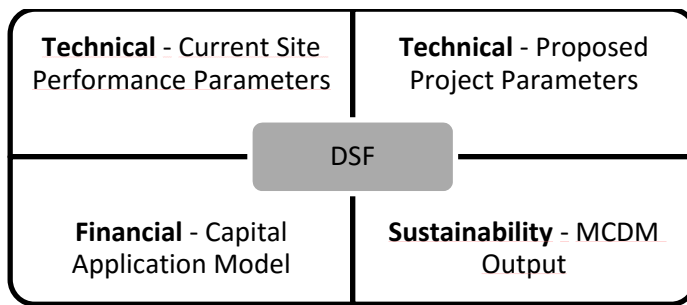 Technical - Current Site
Performance Parameters
Technical - Proposed
Project Parameters
DSF
Financial - Capital
Application Model
Sustainability - MCDM
Output